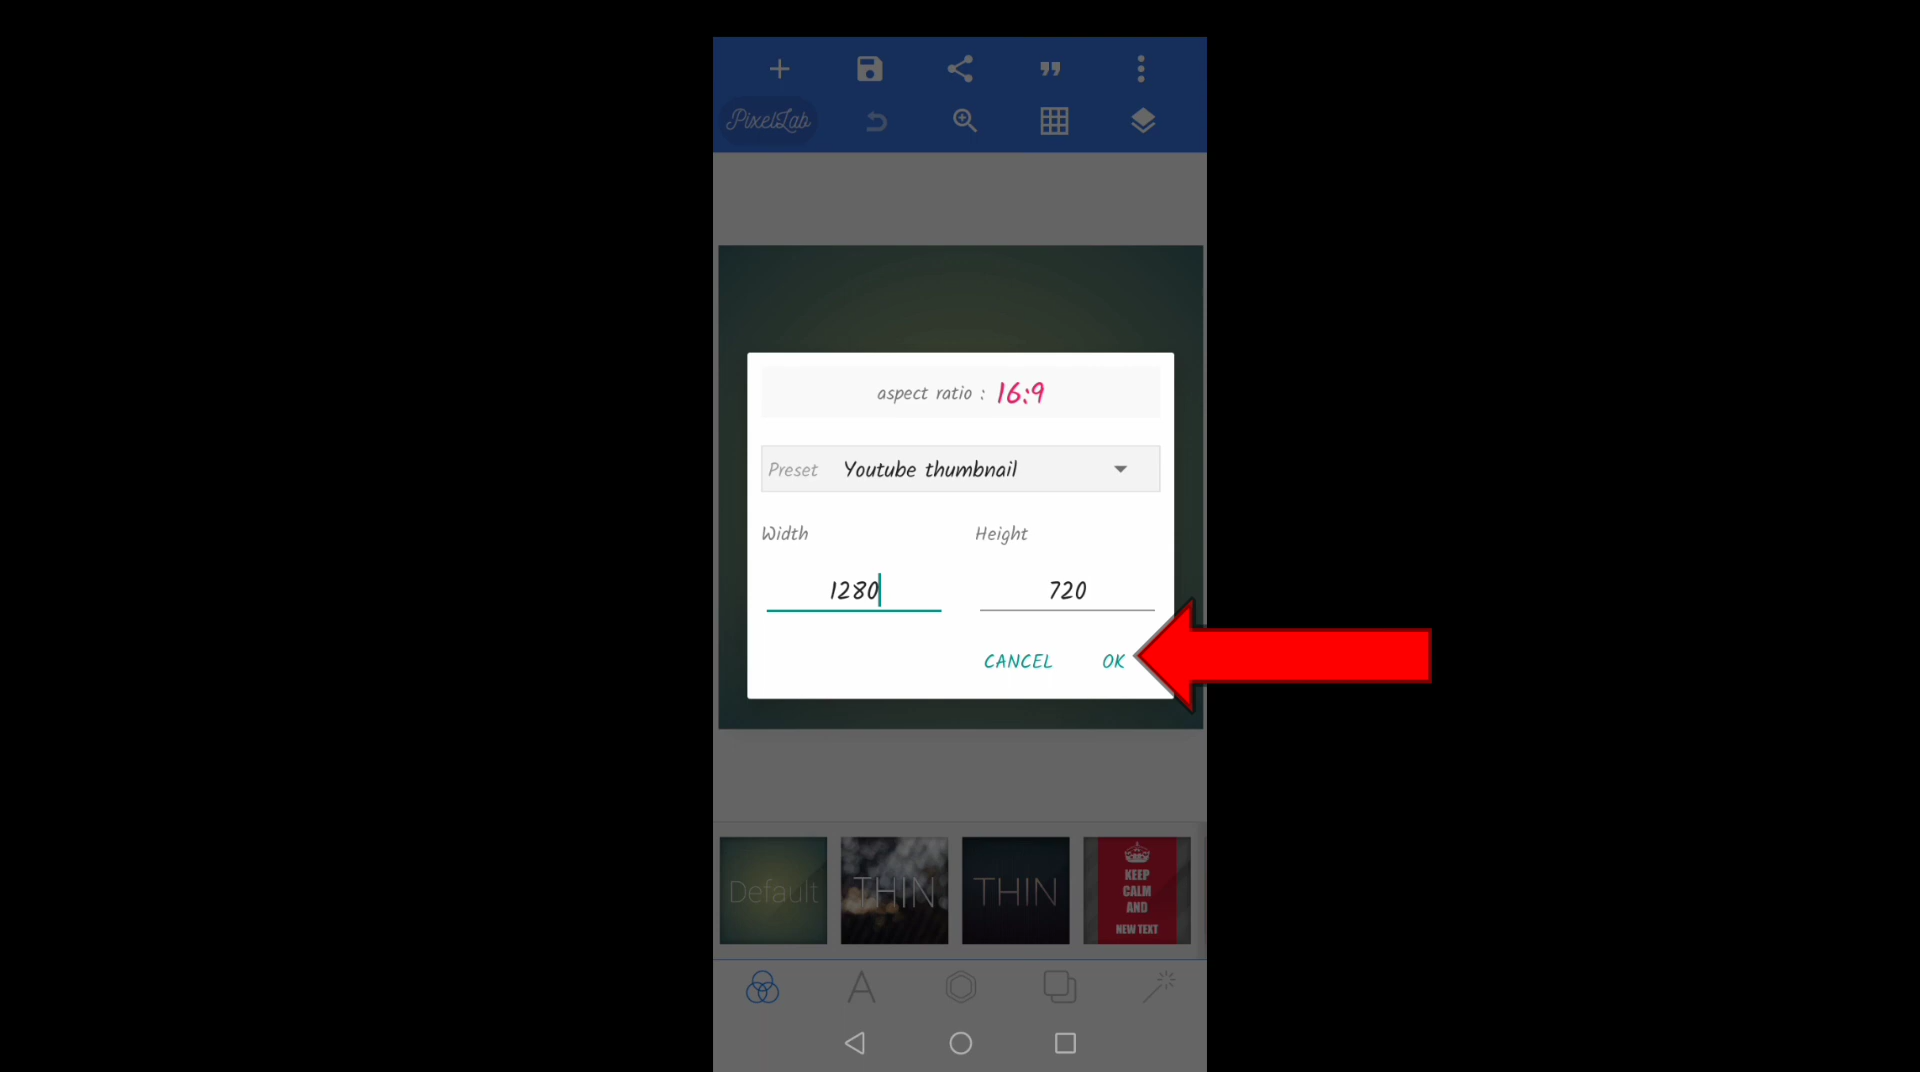 PixelLab
aspect ratio : 16:9
Preset Youtube thumbnail
Width Height
1280 720
CANCEL OK
Default THIN THIN KEEP
CALM
AND
NEW TEXT